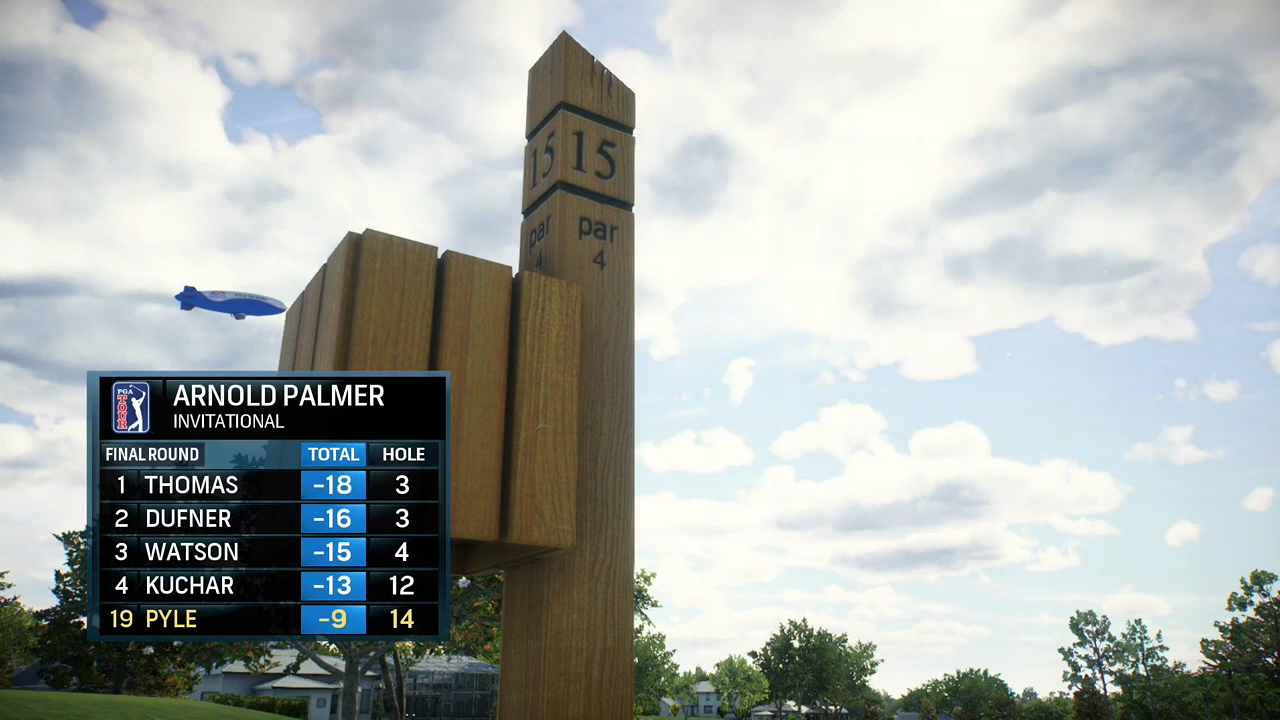 15 15
par par
4 4
PGA
TOUR
ARNOLD PALMER
INVITATIONAL
FINAL ROUND TOTAL HOLE
1 THOMAS -18 3
2 DUFNER -16 3
3 WATSON -15 4
4 KUCHAR -13 12
19 PYLE -9 14